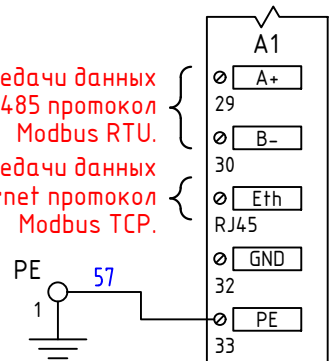 A1
едачи данных
485 протокол
Modbus RTU.
A+
29
B-
30
едачи данных
rnet протокол
Modbus TCP.
Eth
RJ45
GND
32
PE
1
57
PE
33